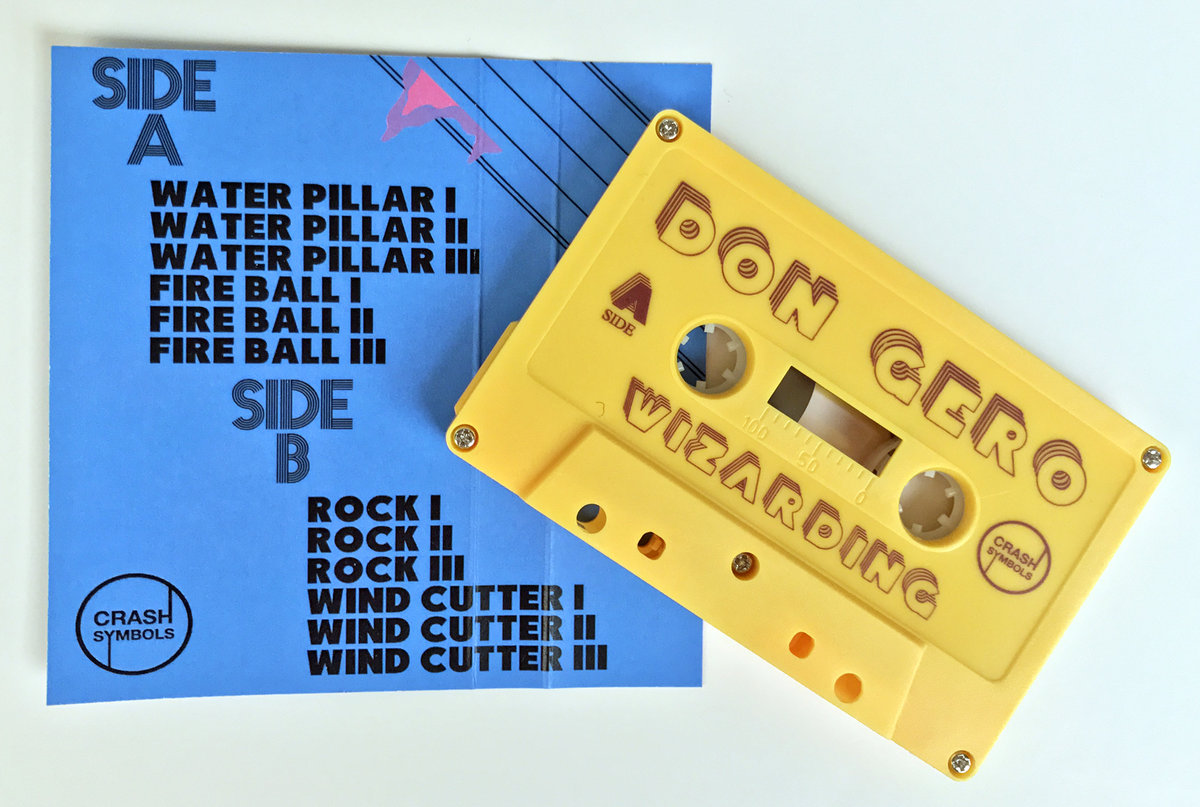 SIDE
A
WATER PILLAR I
WATER PILLAR II
WATER PILLAR III
FIRE BALL I
FIRE BALL II
FIRE BALL III
SIDE
B
ROCK I
ROCK II
ROCK III
WIND CUTTER I
WIND CUTTER II
WIND CUTTER III
CRASH
SYMBOLS
DON GERO
A
SIDE
100 50 0
WIZARDING
CRASH
SYMBOLS